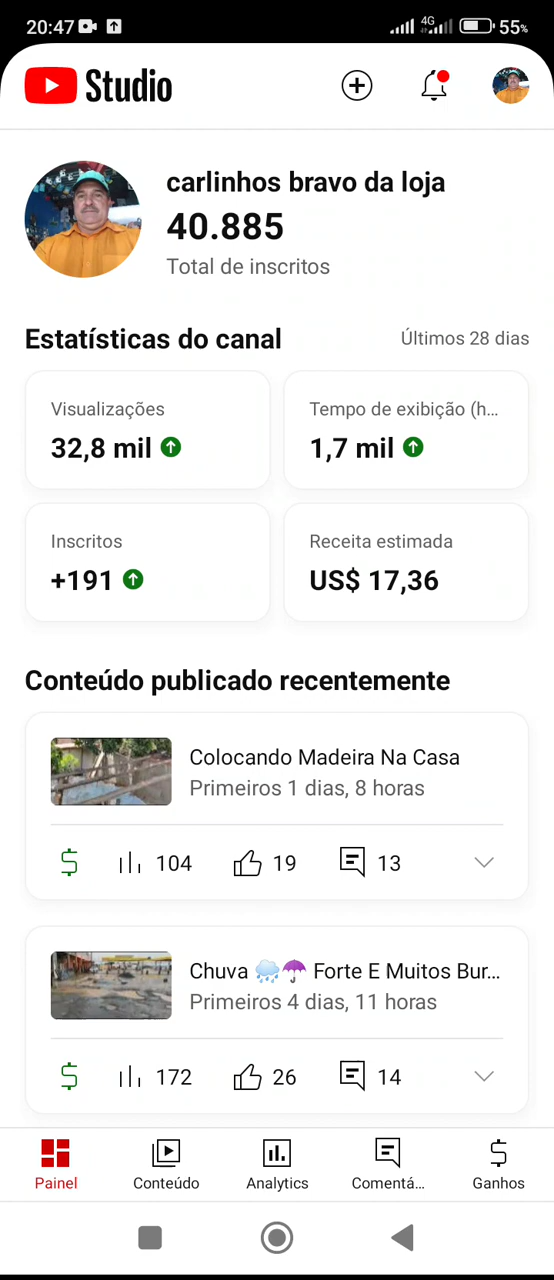 20:47
4G
55%
Studio
carlinhos bravo da loja
40.885
Total de inscritos
Estatísticas do canal
Últimos 28 dias
Visualizações
32,8 mil
Tempo de exibição (h...
1,7 mil
Inscritos
+191
Receita estimada
US$ 17,36
Conteúdo publicado recentemente
Colocando Madeira Na Casa
Primeiros 1 dias, 8 horas
104
19
13
Chuva 🌧️☂️ Forte E Muitos Bur...
Primeiros 4 dias, 11 horas
172
26
14
Painel
Conteúdo
Analytics
Comentá...
Ganhos